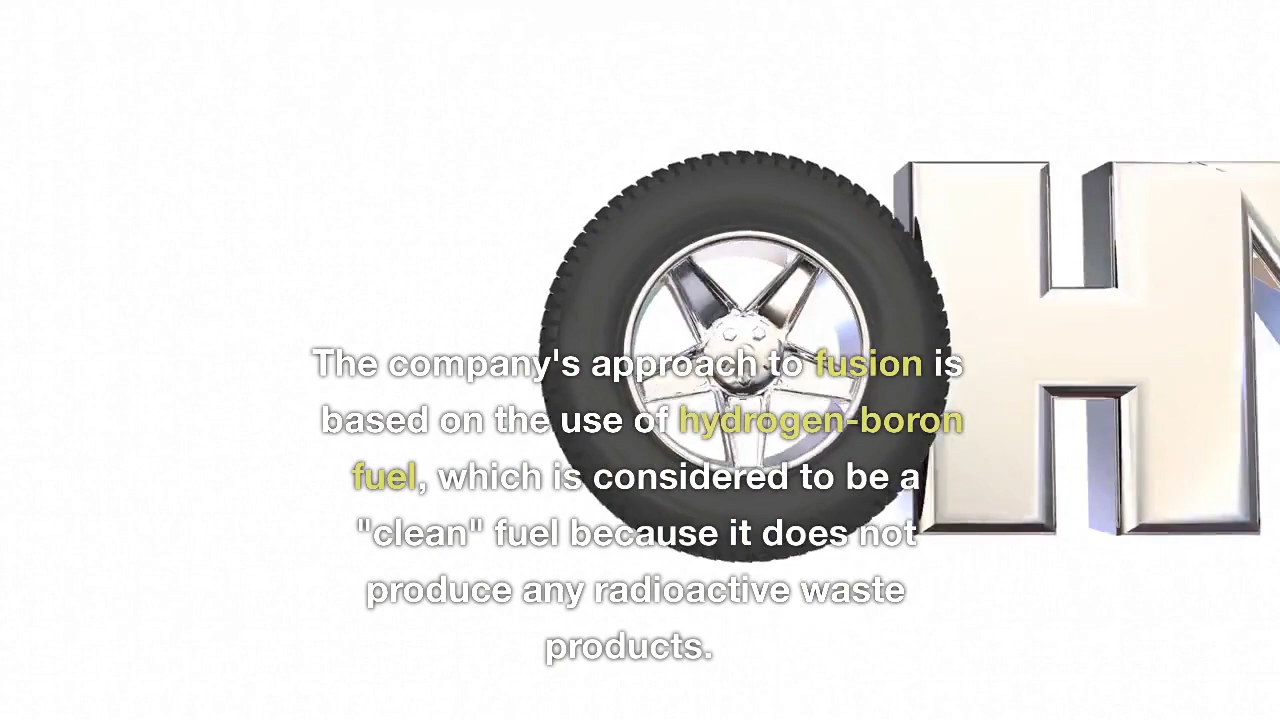 H
The company's approach to fusion is
based on the use of hydrogen-boron
fuel, which is considered to be a
"clean" fuel because it does not
produce any radioactive waste
products.